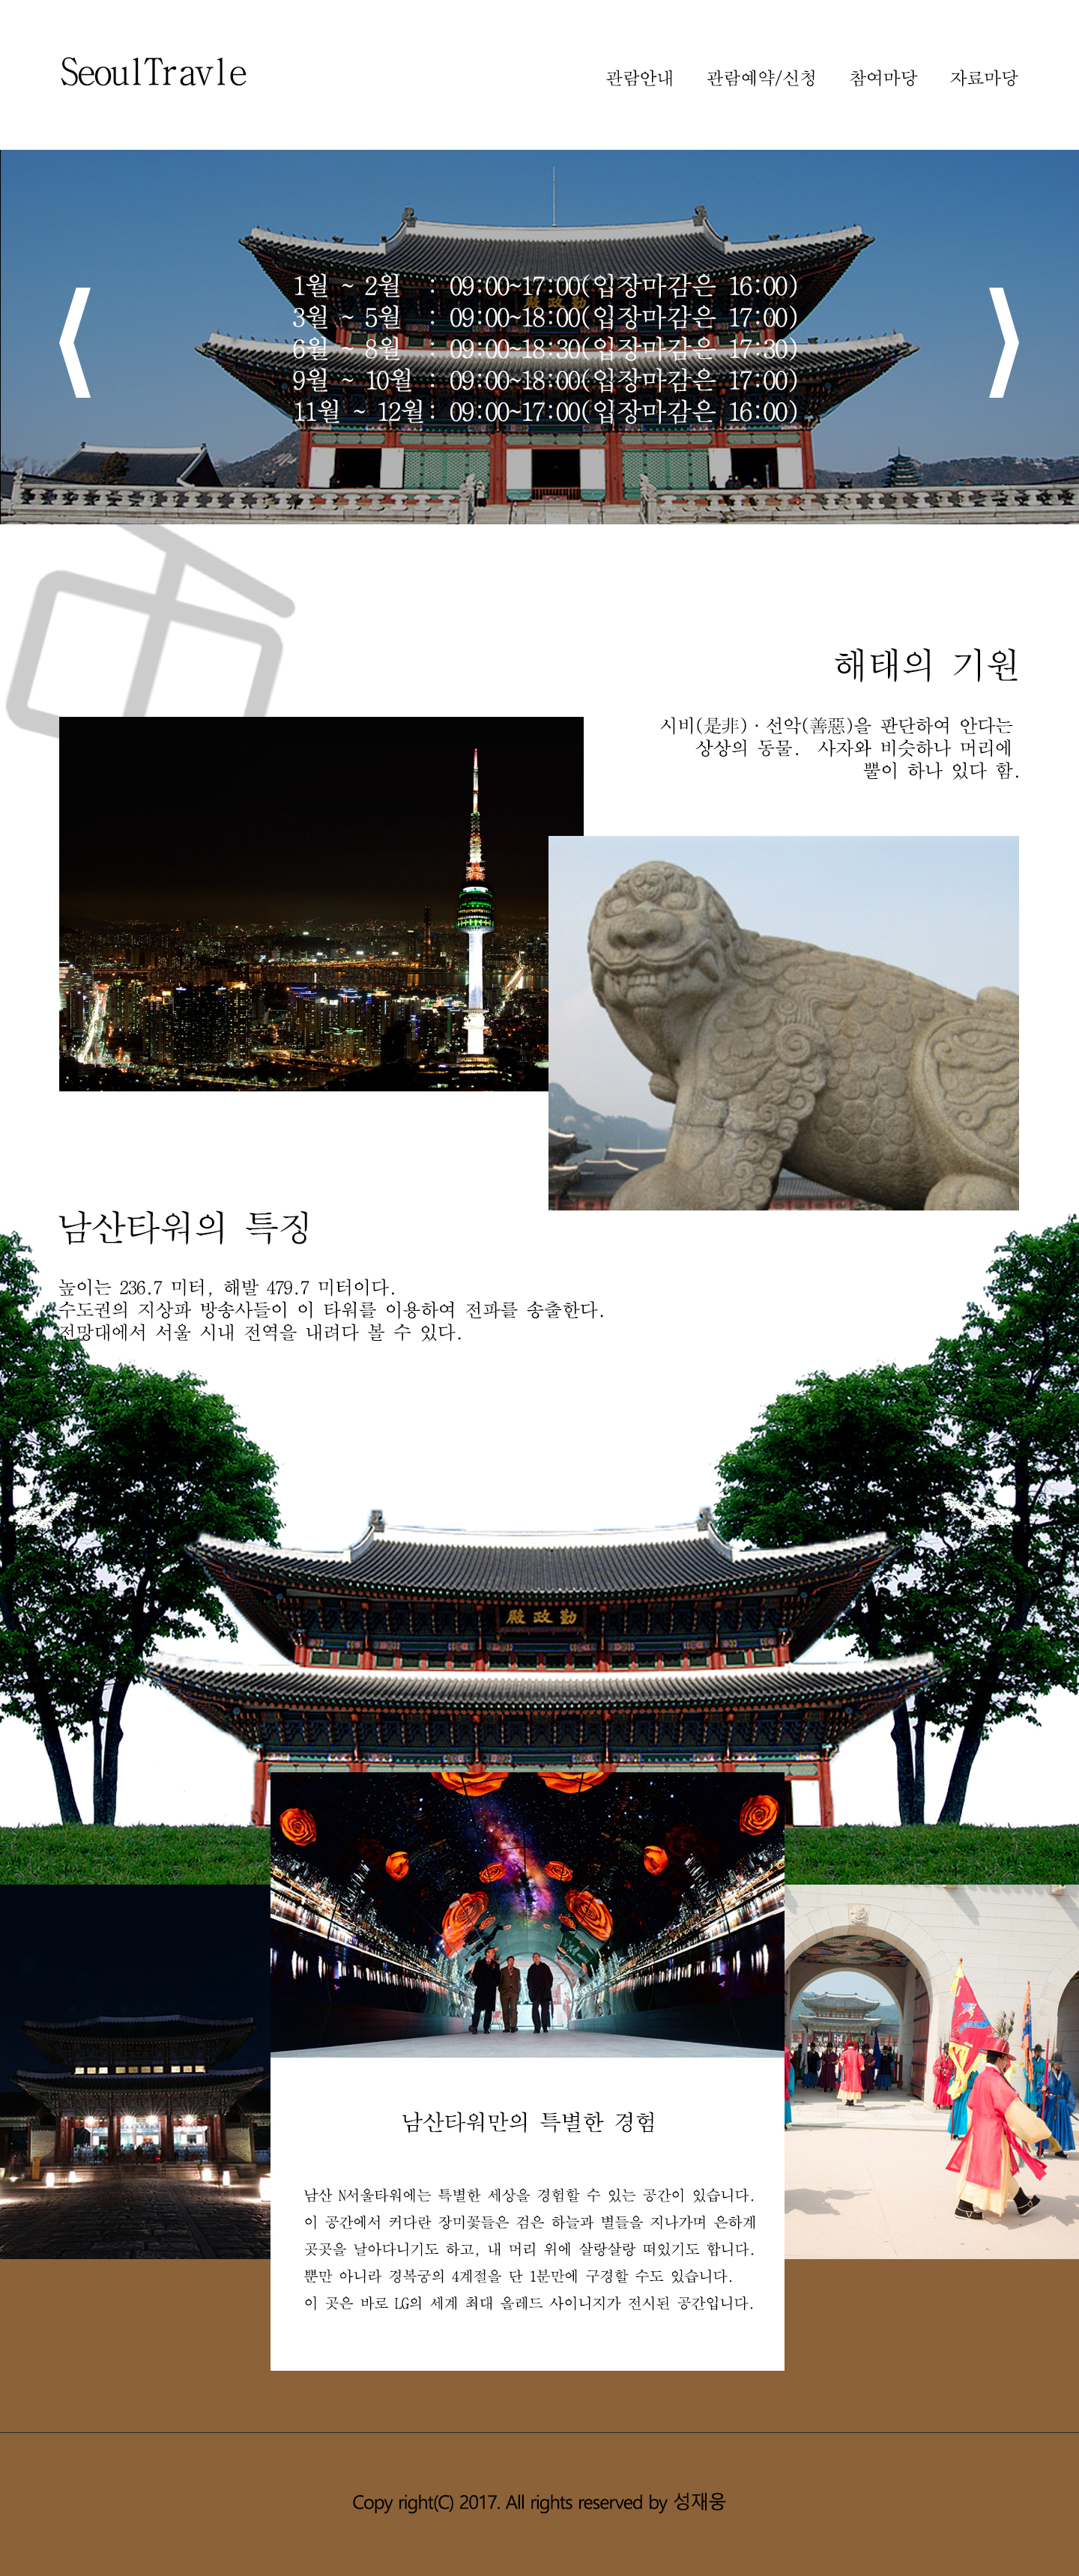 SeoulTravle
관람안내 관람예약/신청 참여마당 자료마당
1월 ~ 2월 : 09:00~17:00(입장마감은 16:00)
3월 ~ 5월 : 09:00~18:00(입장마감은 17:00)
6월 ~ 8월 : 09:00~18:30(입장마감은 17:30)
9월 ~ 10월 : 09:00~18:00(입장마감은 17:00)
11월 ~ 12월: 09:00~17:00(입장마감은 16:00)
해태의 기원
시비(是非)·선악(善惡)을 판단하여 안다는
상상의 동물. 사자와 비슷하나 머리에
뿔이 하나 있다 함.
남산타워의 특징
높이는 236.7 미터, 해발 479.7 미터이다.
수도권의 지상파 방송사들이 이 타워를 이용하여 전파를 송출한다.
전망대에서 서울 시내 전역을 내려다 볼 수 있다.
殿政勤
남산타워만의 특별한 경험
남산 N서울타워에는 특별한 세상을 경험할 수 있는 공간이 있습니다.
이 공간에서 커다란 장미꽃들은 검은 하늘과 별들을 지나가며 은하계
곳곳을 날아다니기도 하고, 내 머리 위에 살랑살랑 떠있기도 합니다.
뿐만 아니라 경복궁의 4계절을 단 1분만에 구경할 수도 있습니다.
이 곳은 바로 LG의 세계 최대 올레드 사이니지가 전시된 공간입니다.
Copy right(C) 2017. All rights reserved by 성재웅